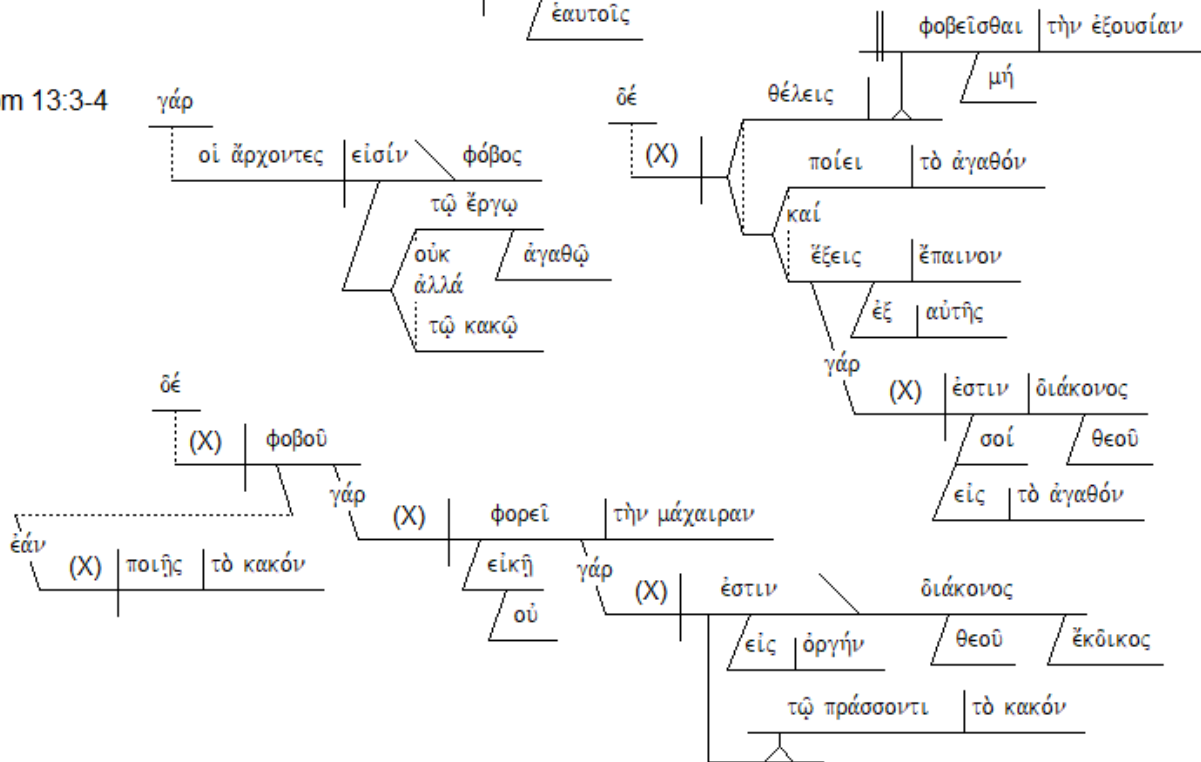 ἑαυτοῖς
φοβεῖσθαι τὴν ἐξουσίαν
μή
m 13:3-4
γάρ
οἱ ἄρχοντες εἰσίν φόβος
τῷ ἔργῳ
οὐκ ἀγαθῷ
ἀλλά
τῷ κακῷ
δέ
θέλεις
(X)
ποίει τὸ ἀγαθόν
καί
ἕξεις ἔπαινον
ἐξ αὐτῆς
γάρ
(X) ἐστιν διάκονος
σοί θεοῦ
εἰς τὸ ἀγαθόν
δέ
(X) φοβοῦ
γάρ
ἐάν
(X) ποιῇς τὸ κακόν
(X) φορεῖ τὴν μάχαιραν
εἰκῇ
οὐ
γάρ
(X) ἐστιν διάκονος
εἰς ὀργήν θεοῦ ἔκδικος
τῷ πράσσοντι τὸ κακόν